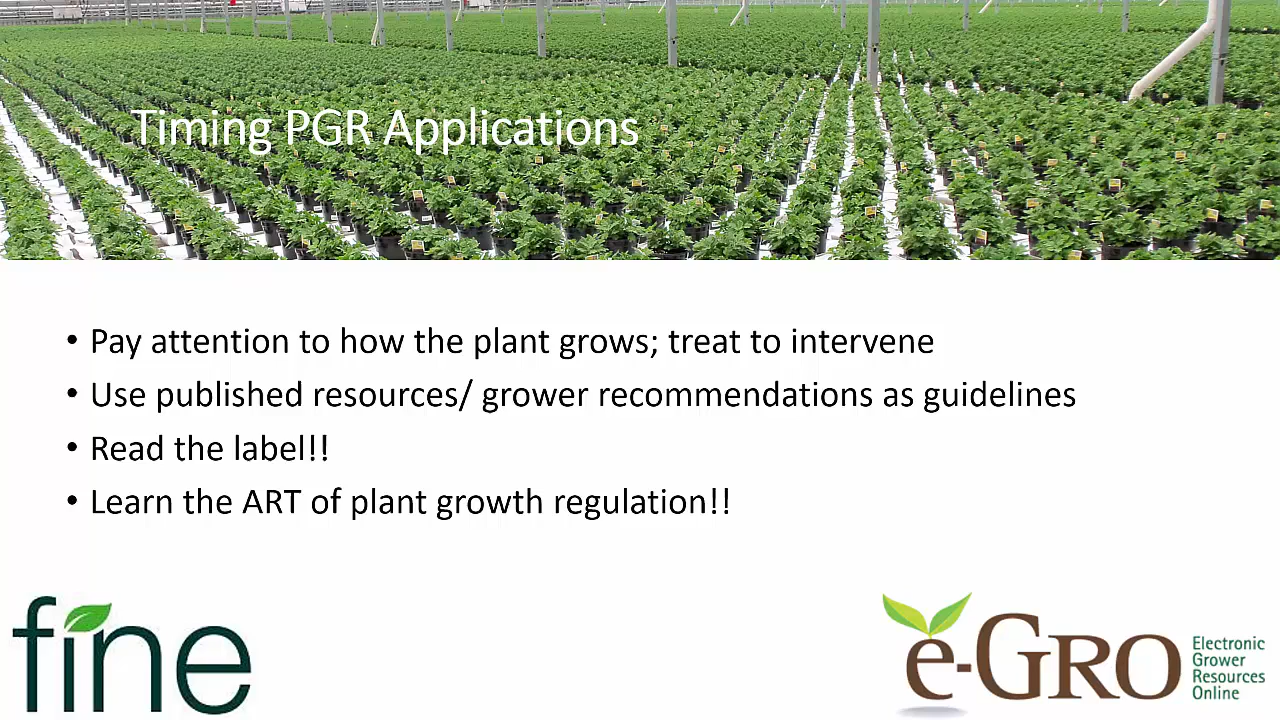 Timing PGR Applications
• Pay attention to how the plant grows; treat to intervene
• Use published resources/ grower recommendations as guidelines
• Read the label!!
• Learn the ART of plant growth regulation!!
fine
e-GRO
Electronic
Grower
Resources
Online